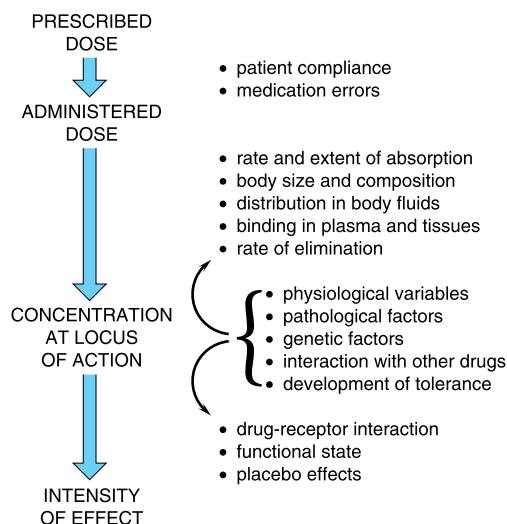 PRESCRIBED
DOSE
• patient compliance
• medication errors
ADMINISTERED
DOSE
• rate and extent of absorption
• body size and composition
• distribution in body fluids
• binding in plasma and tissues
• rate of elimination
CONCENTRATION
AT LOCUS
OF ACTION
• physiological variables
• pathological factors
• genetic factors
• interaction with other drugs
• development of tolerance
• drug-receptor interaction
• functional state
• placebo effects
INTENSITY
OF EFFECT